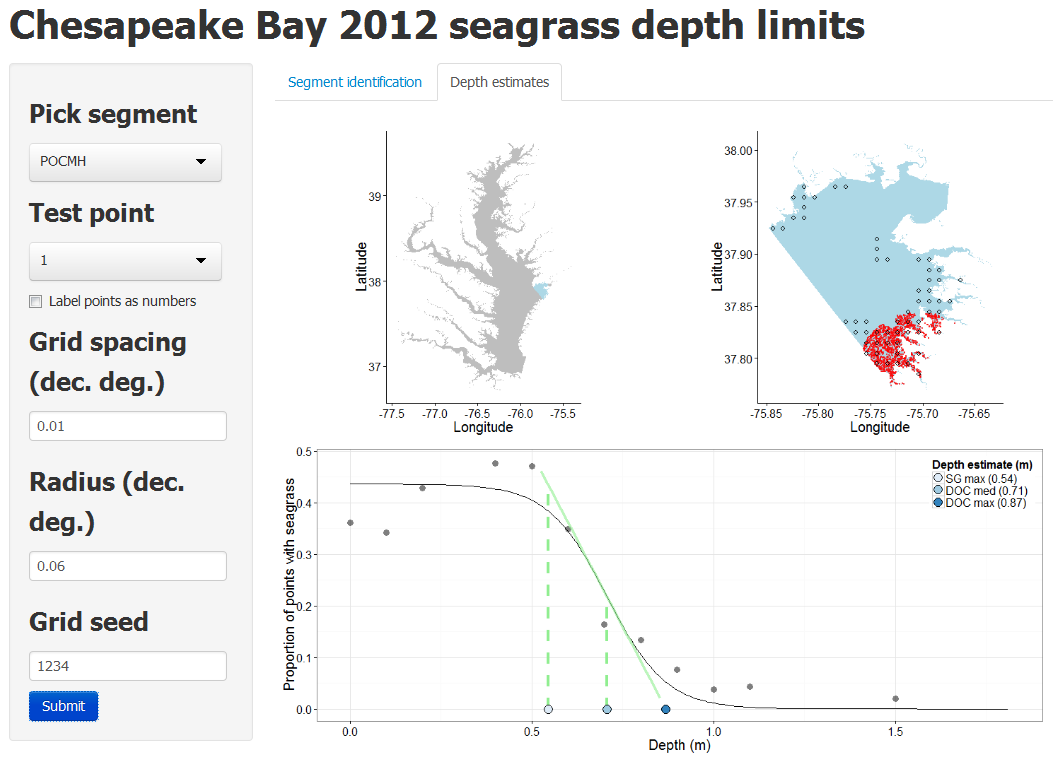 Chesapeake Bay 2012 seagrass depth limits
Pick segment
POCMH
Test point
1
Label points as numbers
Grid spacing
(dec. deg.)
0.01
Radius (dec.
deg.)
0.06
Grid seed
1234
Submit
Segment identification
Depth estimates
Latitude
39
38
37
-77.5 -77.0 -76.5 -76.0 -75.5
Longitude
Latitude
38.00
37.95
37.90
37.85
37.80
-75.85 -75.80 -75.75 -75.70 -75.65
Longitude
Proportion of points with seagrass
0.5
0.4
0.3
0.2
0.1
0.0
0.0 0.5 1.0 1.5
Depth (m)
Depth estimate (m)
SG max (0.54)
DOC med (0.71)
DOC max (0.87)